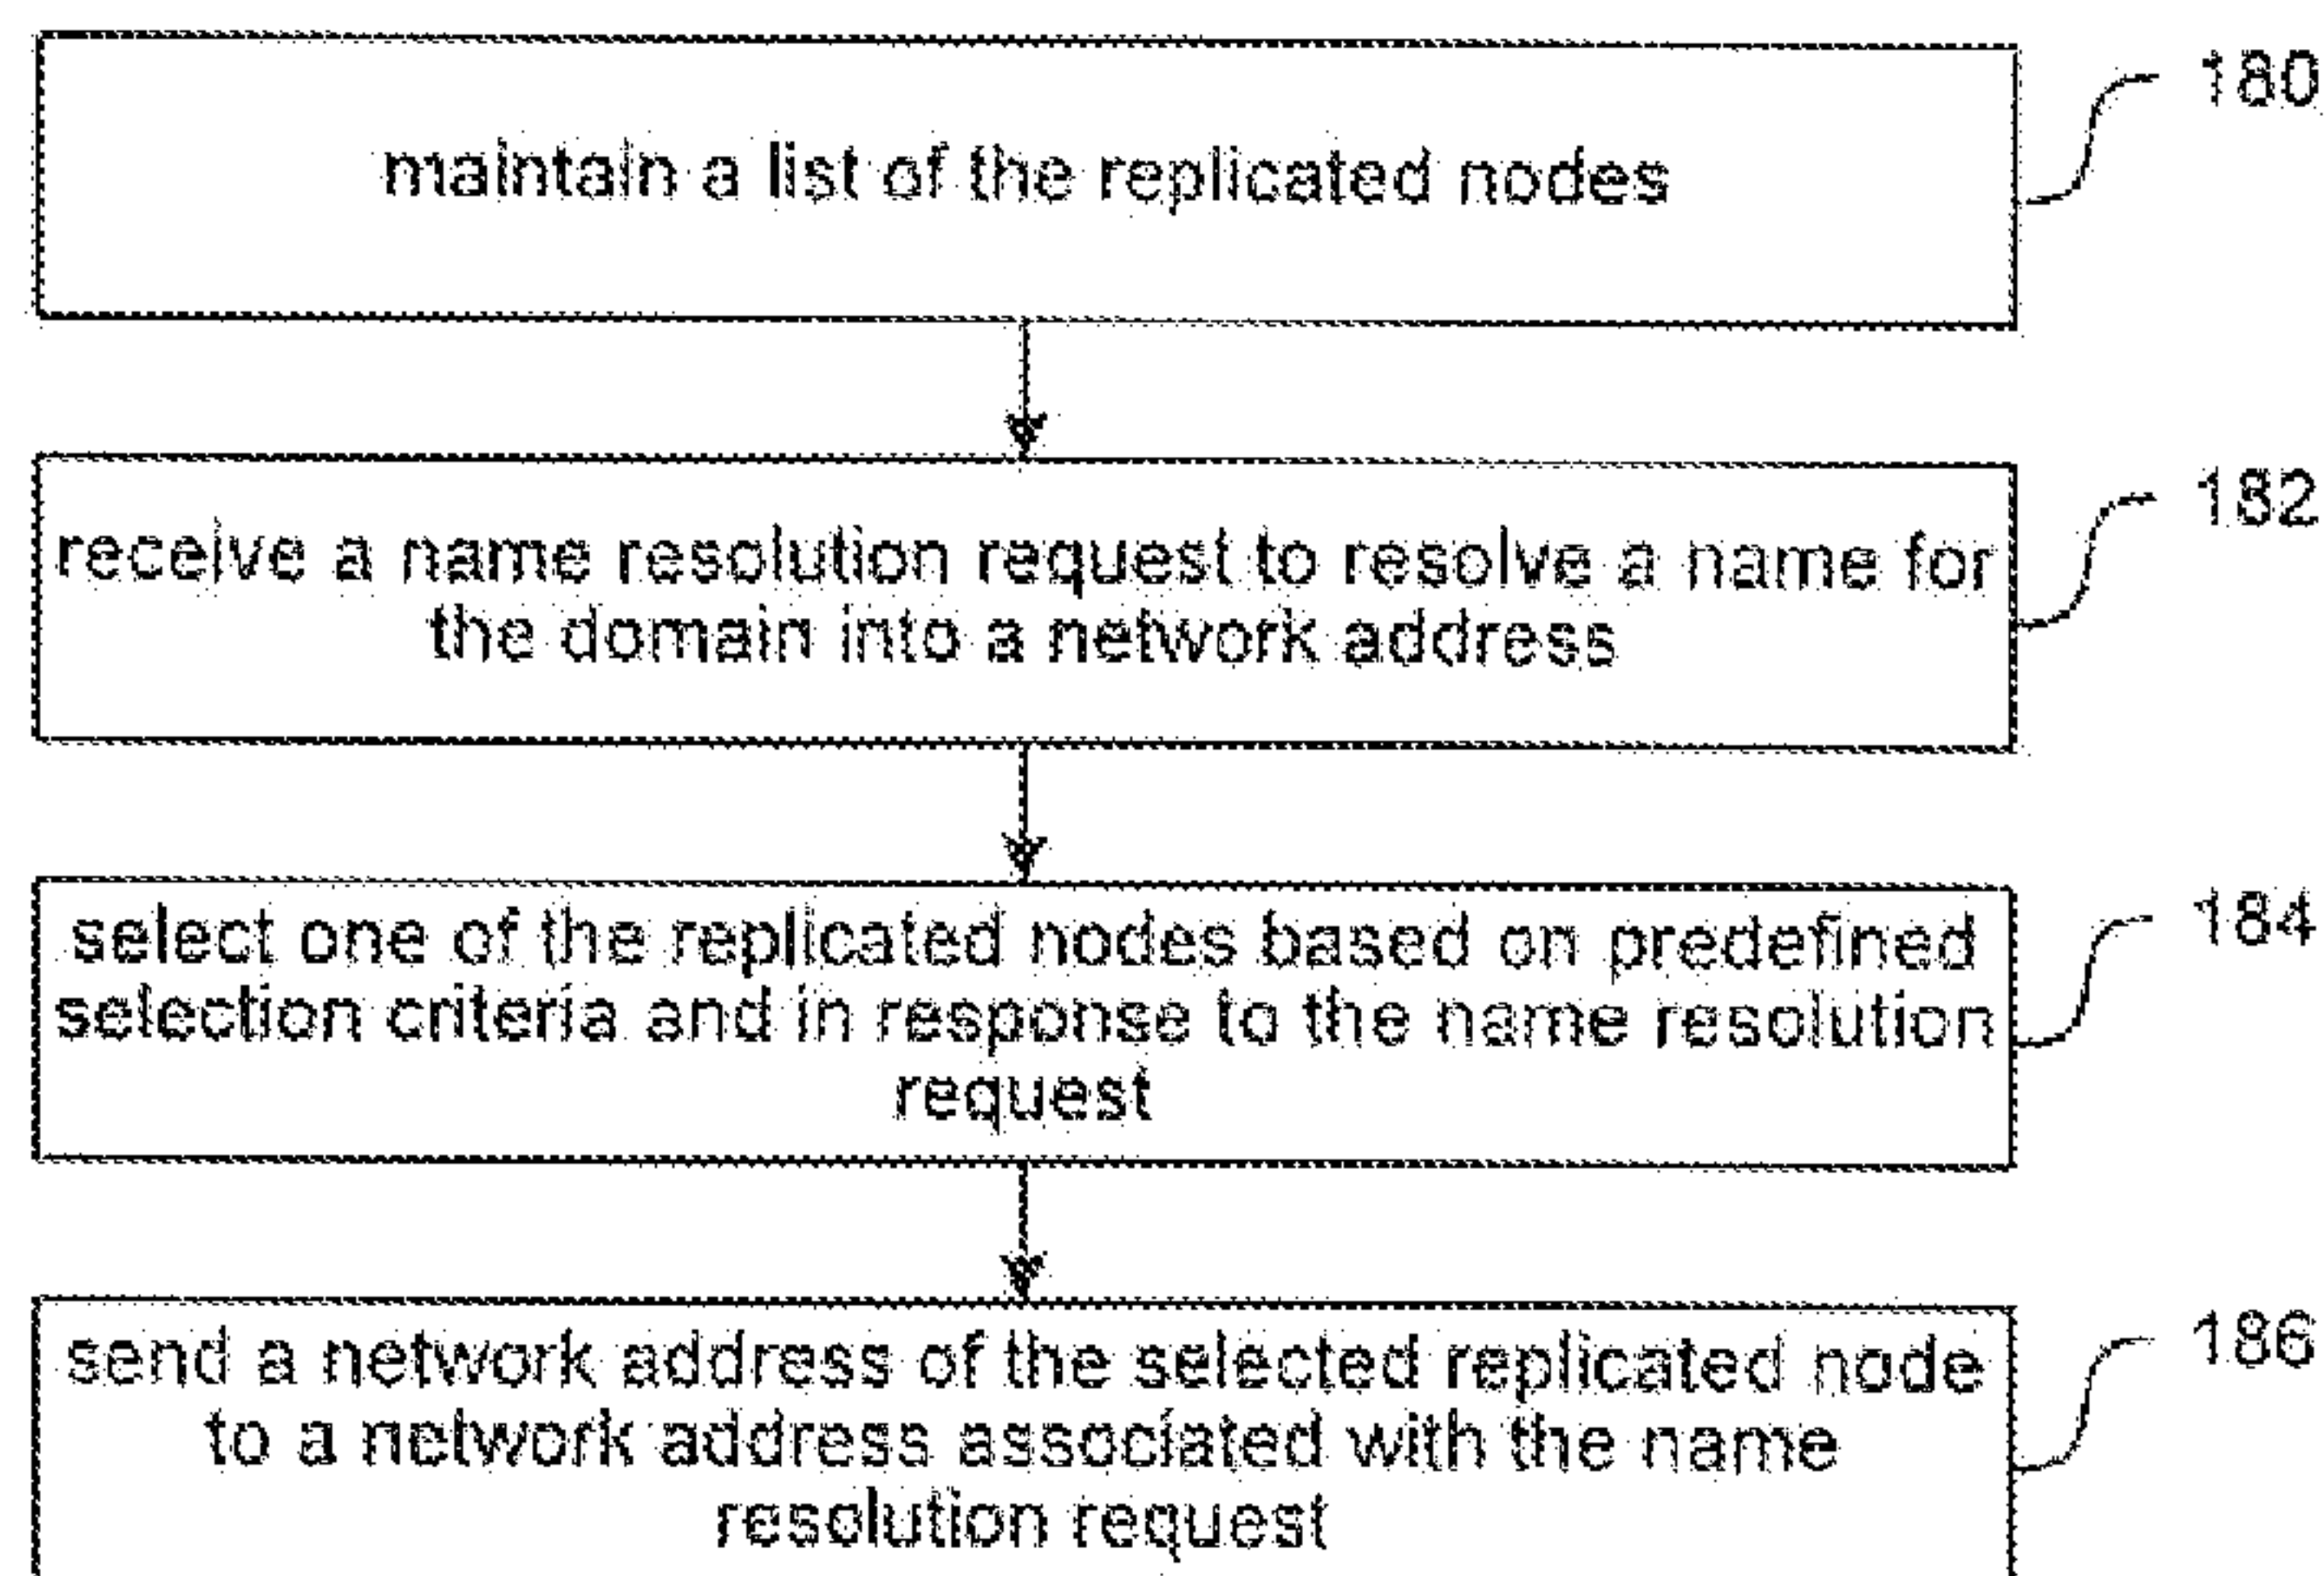 maintain a list of the replicated nodes
180
receive a name resolution request to resolve a name for
the domain into a network address
182
select one of the replicated nodes based on predefined
selection criteria and in response to the name resolution
request
184
send a network address of the selected replicated node
to a network address associated with the name
resolution request
186